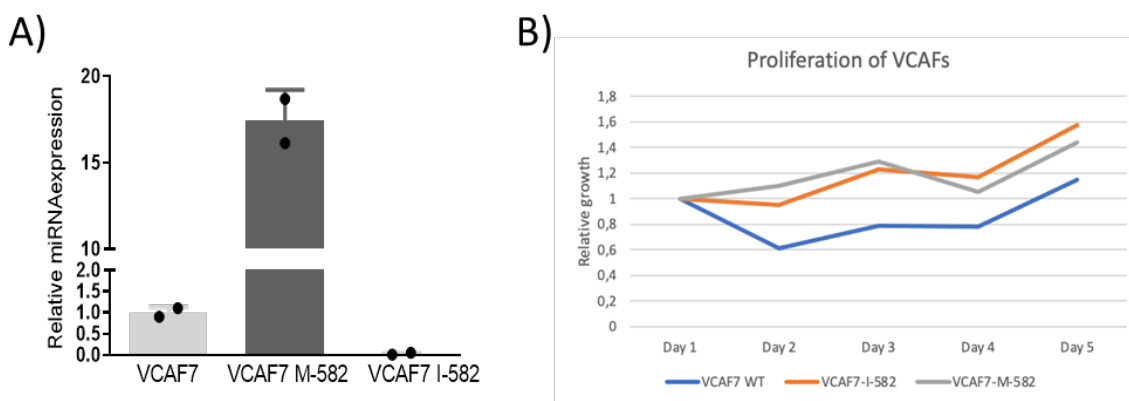 A)
Relative miRNAexpression
20
15
10
2.0
1.5
1.0
0.5
0.0
VCAF7
VCAF7 M-582
VCAF7 I-582
B)
Proliferation of VCAFs
Relative growth
1,8
1,6
1,4
1,2
1
0,8
0,6
0,4
0,2
0
Day 1
Day 2
Day 3
Day 4
Day 5
VCAF7 WT
VCAF7-I-582
VCAF7-M-582